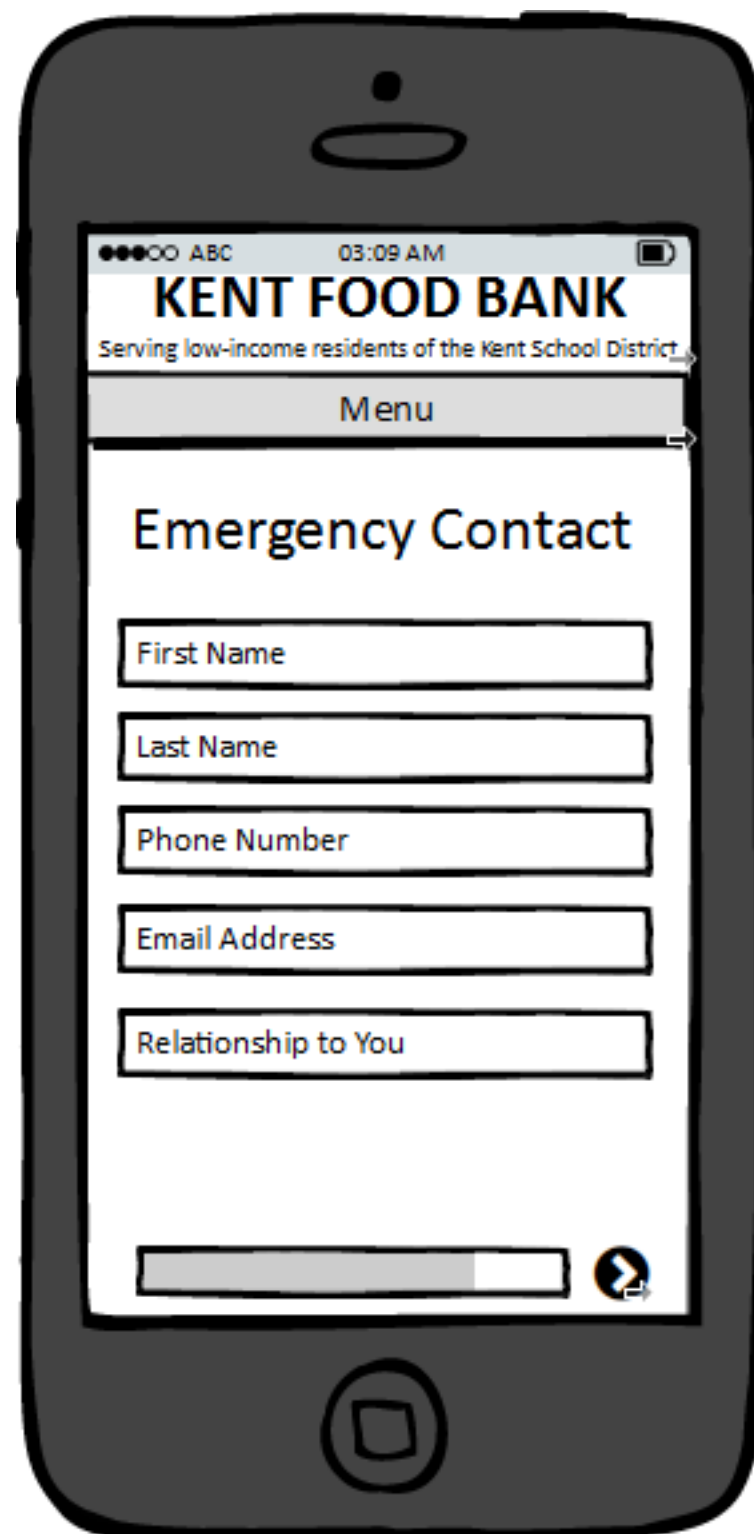 ABC 03:09 AM
KENT FOOD BANK
Serving low-income residents of the Kent School District
Menu
Emergency Contact
First Name
Last Name
Phone Number
Email Address
Relationship to You